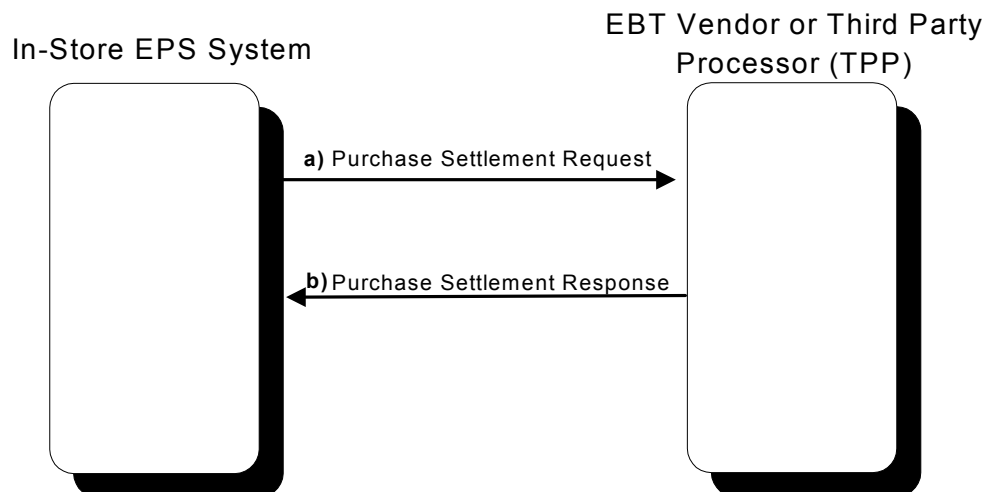 In-Store EPS System
EBT Vendor or Third Party
Processor (TPP)
a) Purchase Settlement Request
b) Purchase Settlement Response